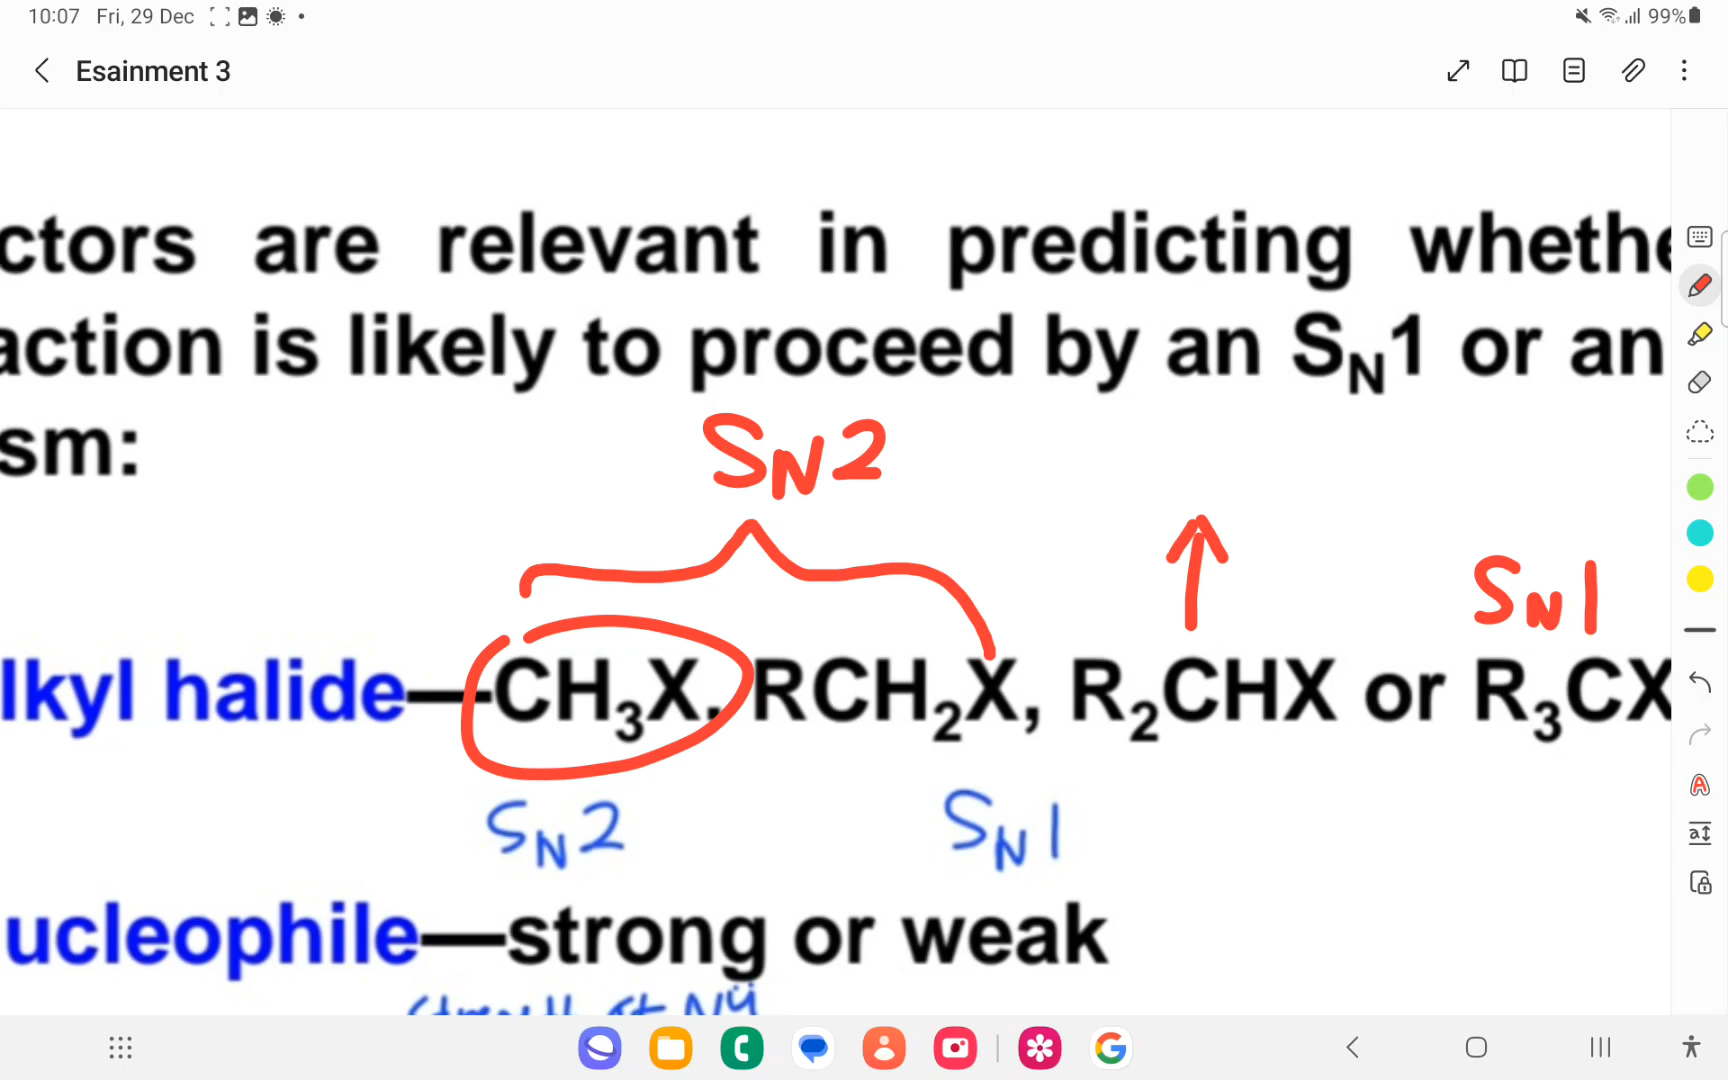 10:07 Fri, 29 Dec 99%
Esainment 3
ctors are relevant in predicting whethe
action is likely to proceed by an SN1 or an
sm:
SN2
SN1
lkyl halide—CH3X, RCH2X, R2CHX or R3CX
SN2 SN1
ucleophile—strong or weak